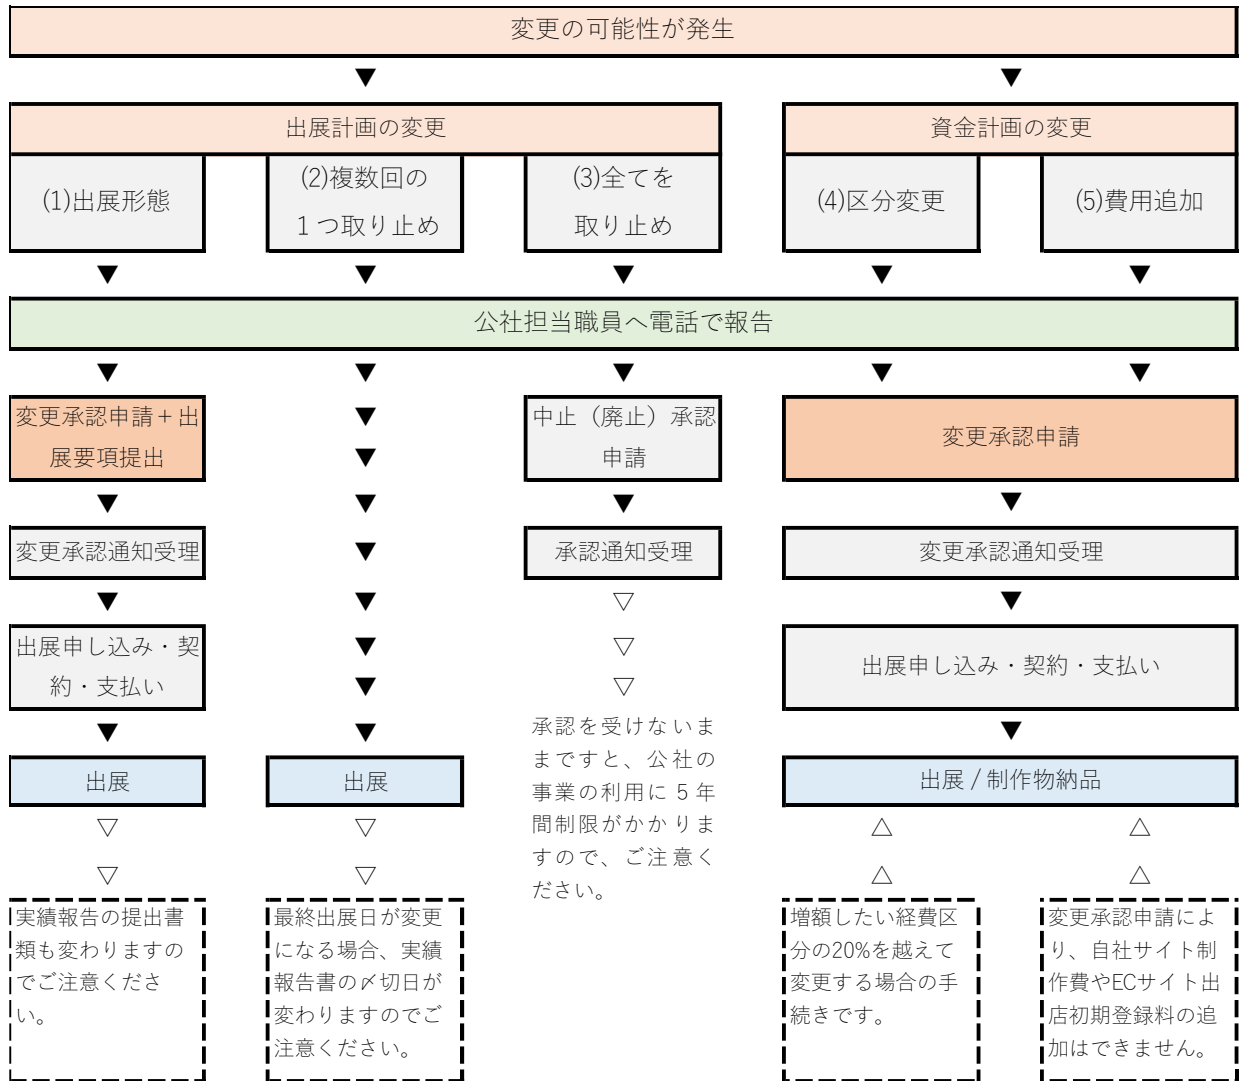 変更の可能性が発生
▼ ▼
出展計画の変更 資金計画の変更
(1)出展形態
(2)複数回の
1つ取り止め
(3)全てを
取り止め
(4)区分変更
(5)費用追加
▼ ▼ ▼ ▼ ▼
公社担当職員へ電話で報告
▼ ▼ ▼ ▼ ▼
変更承認申請+出
展要項提出
▼
▼
中止（廃止）承認
申請
変更承認申請
▼ ▼ ▼ ▼
変更承認通知受理 ▼ 承認通知受理 変更承認通知受理
▼ ▼ ▽ ▼
出展申し込み・契
約・支払い
▼
▼
▽
▽
出展申し込み・契約・支払い
▼ ▼ ▼
承認を受けないま
まですと、公社の
事業の利用に5年
間制限がかかりま
すので、ご注意く
ださい。
出展 出展 出展/制作物納品
▽ ▽ △ △
▽ ▽ △ △
実績報告の提出書
類も変わりますの
でご注意くださ
い。
最終出展日が変更
になる場合、実績
報告書の〆切日が
変わりますのでご
注意ください。
増額したい経費区
分の20%を越えて
変更する場合の手
続きです。
変更承認申請によ
り、自社サイト制
作費やECサイト出
店初期登録料の追
加はできません。